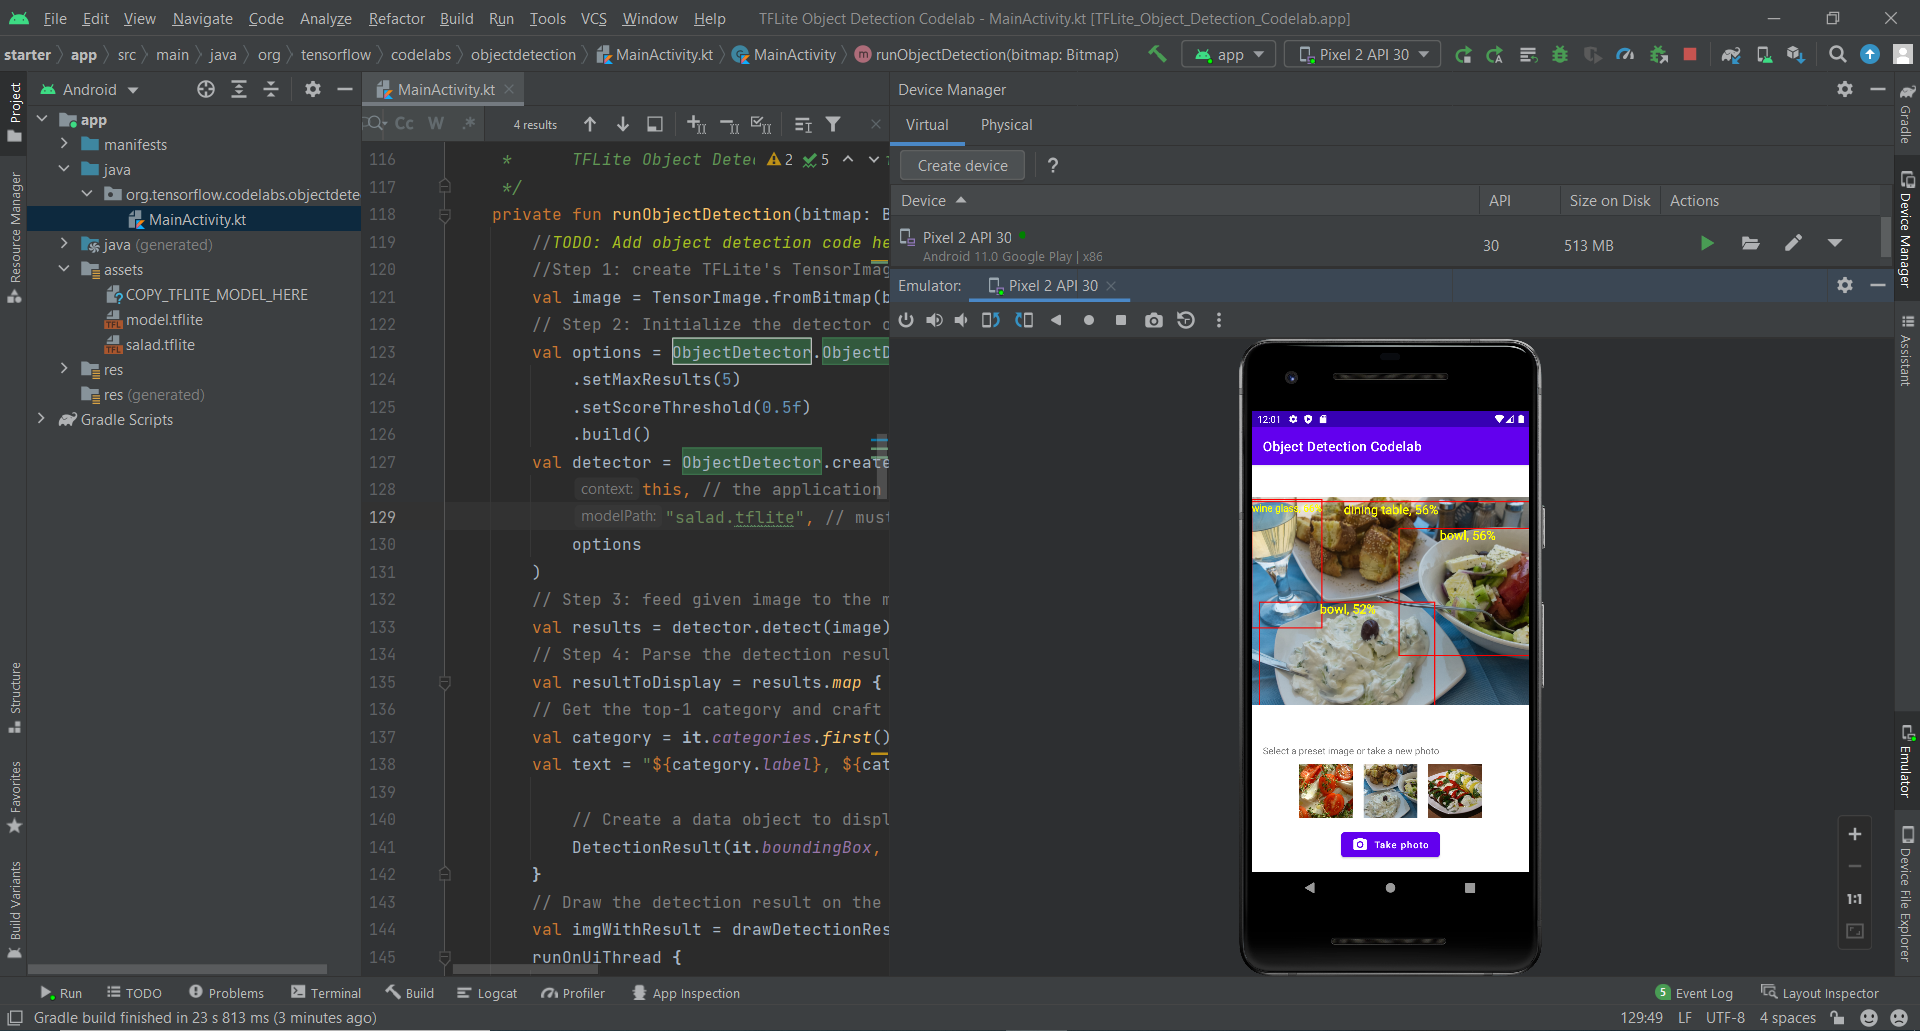 File Edit View Navigate Code Analyze Refactor Build Run Tools VCS Window Help TFLite Object Detection Codelab - MainActivity.kt [TFLite_Object_Detection_Codelab.app]
starter app src main java org tensorflow codelabs objectdetection MainActivity.kt MainActivity runObjectDetection(bitmap: Bitmap) app Pixel 2 API 30
Project
Resource Manager
Structure
Favorites
Build Variants
Android
app
manifests
java
org.tensorflow.codelabs.objectdete
MainActivity.kt
java (generated)
assets
COPY_TFLITE_MODEL_HERE
model.tflite
salad.tflite
res
res (generated)
Gradle Scripts
MainActivity.kt
Cc W .* 4 results
2 5
116 * TFLite Object Dete
117 */
118 private fun runObjectDetection(bitmap: B
119 //TODO: Add object detection code he
120 //Step 1: create TFLite's TensorImag
121 val image = TensorImage.fromBitmap(b
122 // Step 2: Initialize the detector o
123 val options = ObjectDetector.ObjectD
124 .setMaxResults(5)
125 .setScoreThreshold(0.5f)
126 .build()
127 val detector = ObjectDetector.create
128 context: this, // the application
129 modelPath: "salad.tflite", // must
130 options
131 )
132 // Step 3: feed given image to the m
133 val results = detector.detect(image)
134 // Step 4: Parse the detection resul
135 val resultToDisplay = results.map {
136 // Get the top-1 category and craft
137 val category = it.categories.first()
138 val text = "${category.label}, ${cat
139
140 // Create a data object to displ
141 DetectionResult(it.boundingBox,
142 }
143 // Draw the detection result on the
144 val imgWithResult = drawDetectionRes
145 runOnUiThread {
Device Manager
Virtual Physical
Create device ?
Device API Size on Disk Actions
Pixel 2 API 30
Android 11.0 Google Play | x86
30 513 MB
Emulator: Pixel 2 API 30
12:01
Object Detection Codelab
wine glass,
dining table, 56%
bowl, 56%
bowl, 52%
Select a preset image or take a new photo
Take photo
1:1
Gradle
Device Manager
Assistant
Emulator
Device File Explorer
Run TODO Problems Terminal Build Logcat Profiler App Inspection 5 Event Log Layout Inspector
Gradle build finished in 23 s 813 ms (3 minutes ago) 129:49 LF UTF-8 4 spaces